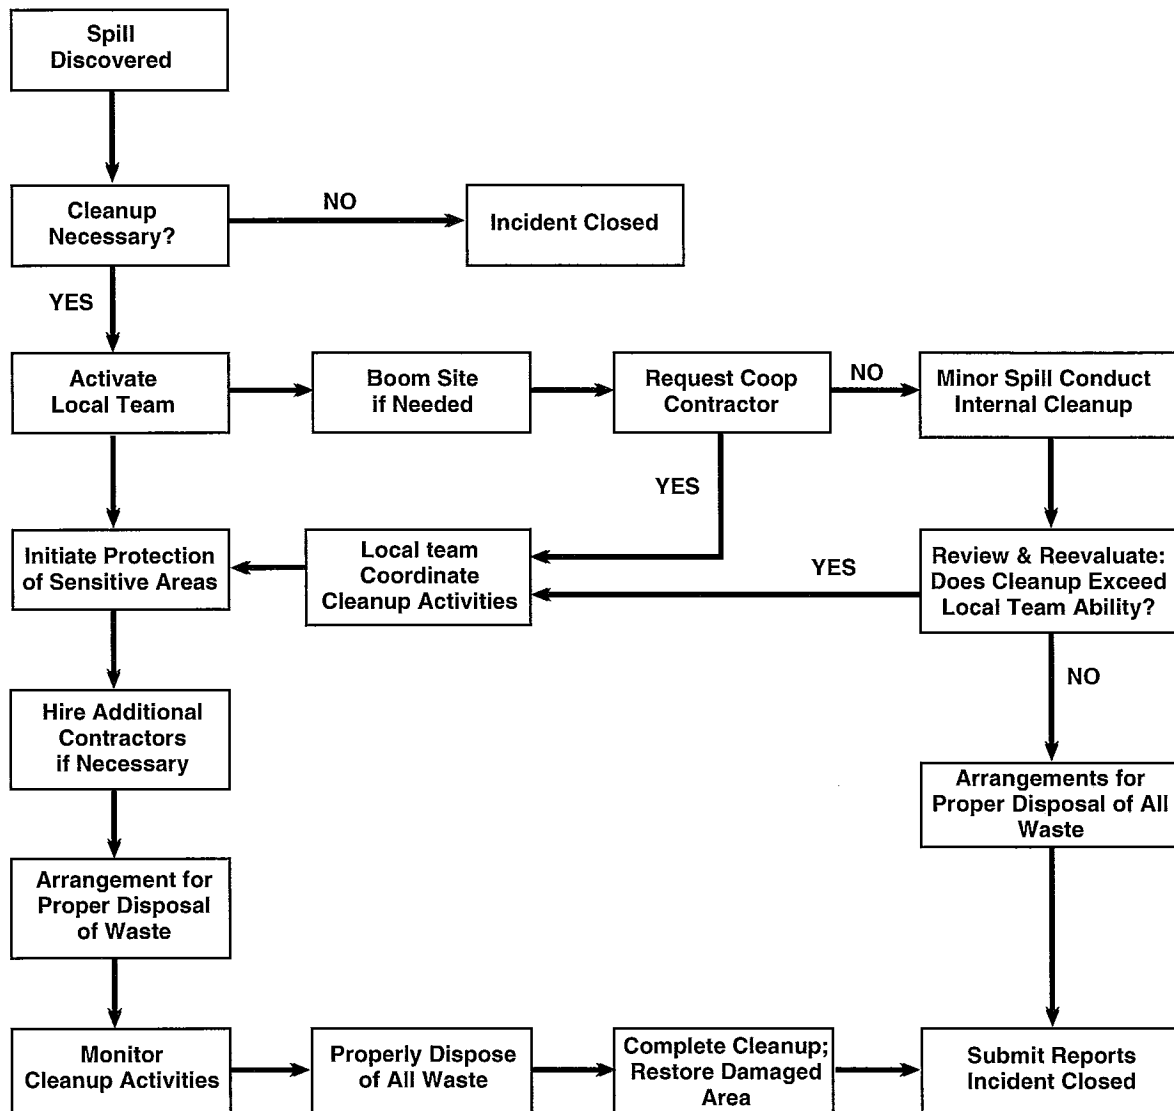 Spill
Discovered
Cleanup
Necessary?
NO
Incident Closed
YES
Activate
Local Team
Boom Site
if Needed
Request Coop
Contractor
NO
Minor Spill Conduct
Internal Cleanup
YES
Initiate Protection
of Sensitive Areas
Local team
Coordinate
Cleanup Activities
YES
Review & Reevaluate:
Does Cleanup Exceed
Local Team Ability?
NO
Hire Additional
Contractors
if Necessary
Arrangements for
Proper Disposal of All
Waste
Arrangement for
Proper Disposal
of Waste
Monitor
Cleanup Activities
Properly Dispose
of All Waste
Complete Cleanup;
Restore Damaged
Area
Submit Reports
Incident Closed